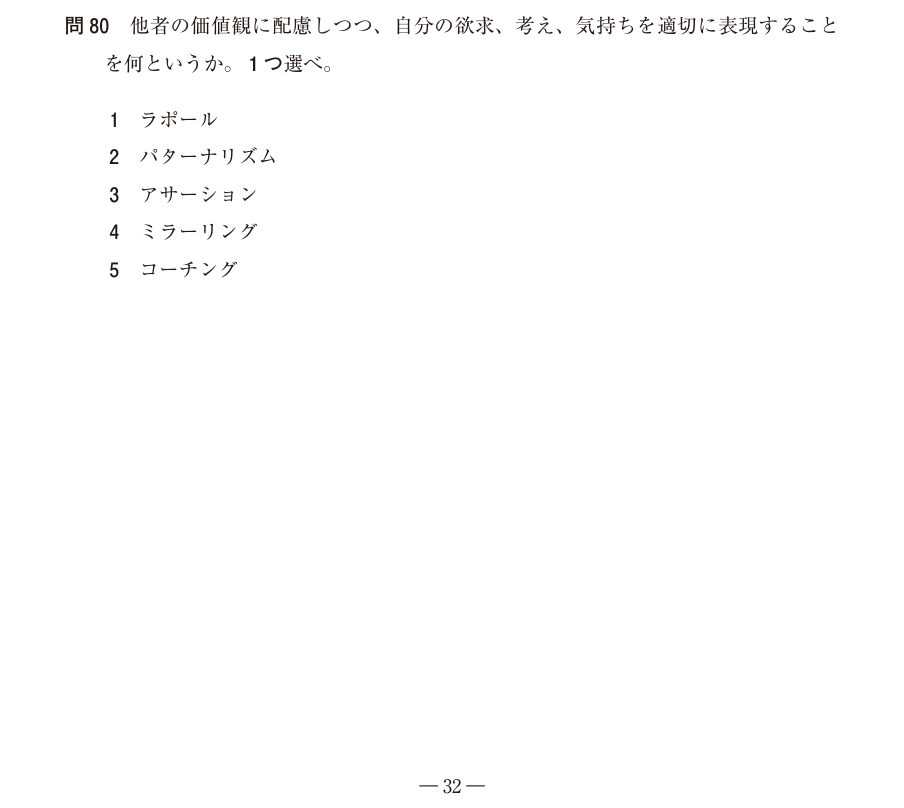 問80　他者の価値観に配慮しつつ、自分の欲求、考え、気持ちを適切に表現すること
を何というか。1つ選べ。
1　ラポール
2　パターナリズム
3　アサーション
4　ミラーリング
5　コーチング
― 32 ―